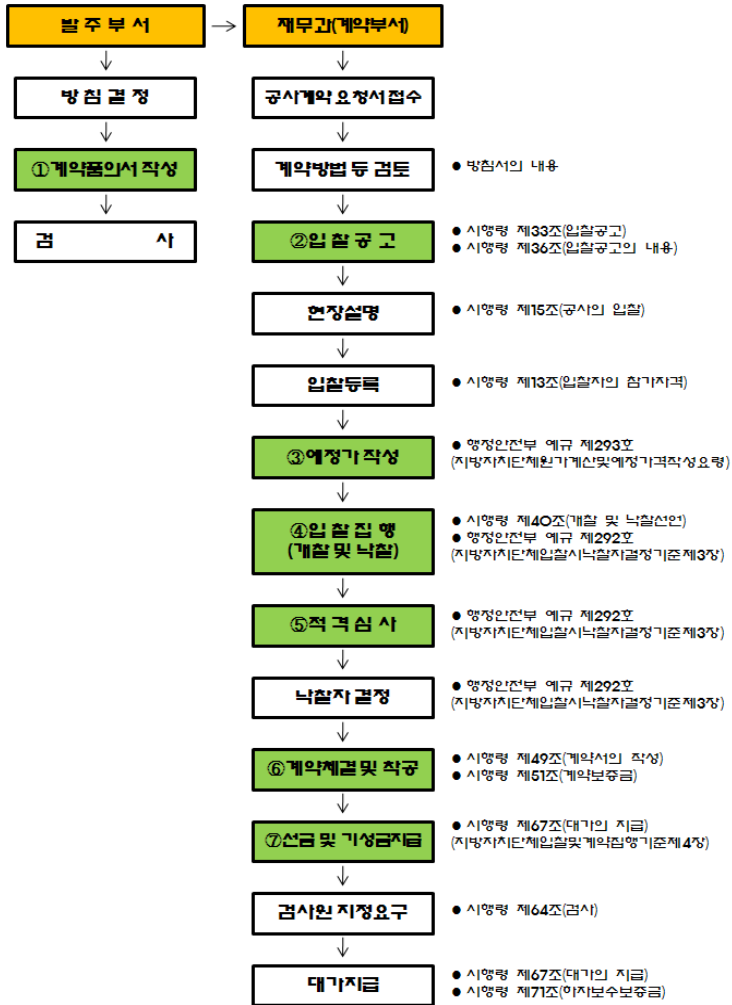 발 주 부 서
→
재무과(계약부서)
방 침 결 정
공사계약 요청서 접수
①계약품의서 작성
계약방법 등 검토
● 방침서의 내용
검 사
②입 찰 공 고
● 시행령 제33조(입찰공고)
● 시행령 제36조(입찰공고의 내용)
현장설명
● 시행령 제15조(공사의 입찰)
입찰등록
● 시행령 제13조(입찰자의 참가자격)
③예정가 작성
● 행정안전부 예규 제293호
(지방자치단체원가계산및예정가격작성요령)
④입 찰 집 행
(개찰 및 낙찰)
● 시행령 제40조(개찰 및 낙찰선언)
● 행정안전부 예규 제292호
(지방자치단체입찰시낙찰자결정기준제3장)
⑤적 격 심 사
● 행정안전부 예규 제292호
(지방자치단체입찰시낙찰자결정기준제3장)
낙찰자 결정
● 행정안전부 예규 제292호
(지방자치단체입찰시낙찰자결정기준제3장)
⑥계약체결 및 착공
● 시행령 제49조(계약서의 작성)
● 시행령 제51조(계약보증금)
⑦선금 및 기성금지급
● 시행령 제67조(대가의 지급)
(지방자치단체입찰및계약집행기준제4장)
검사원 지정요구
● 시행령 제64조(검사)
대가지급
● 시행령 제67조(대가의 지급)
● 시행령 제71조(하자보수보증금)